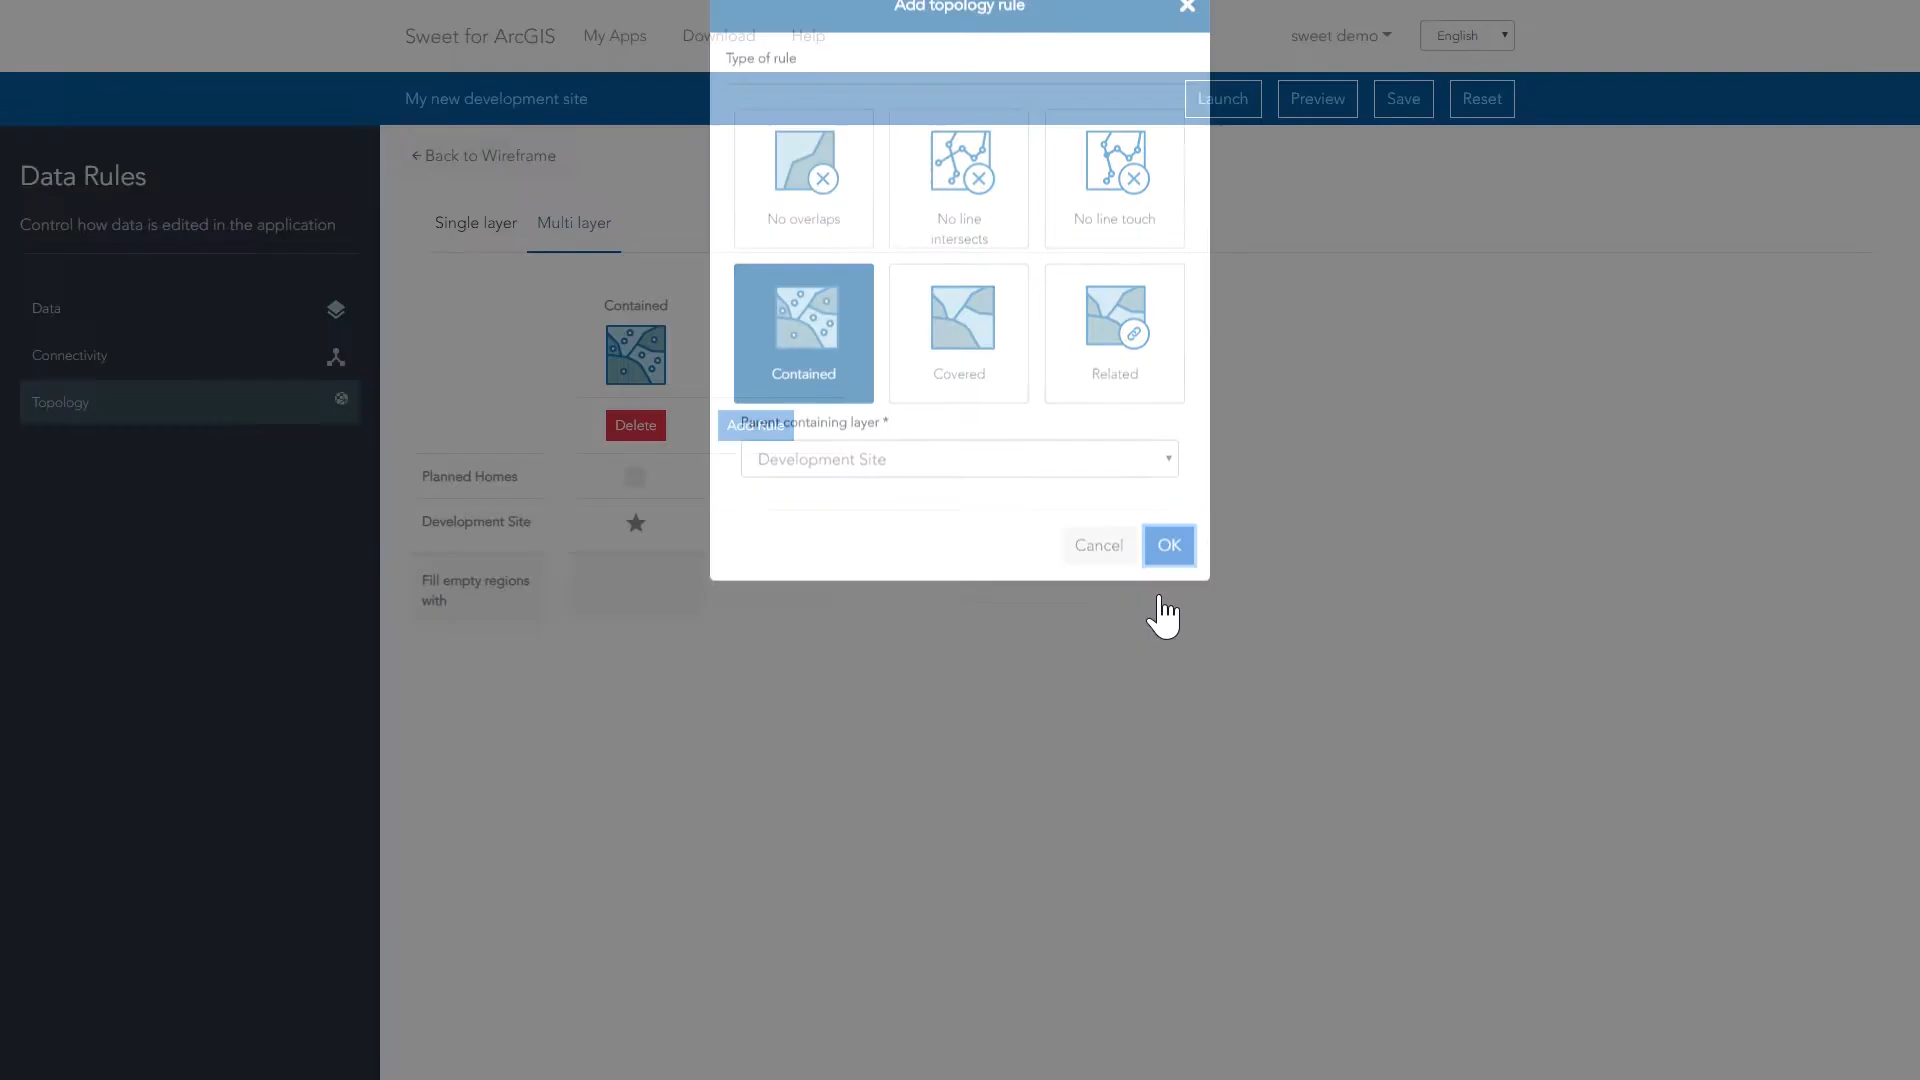 Add topology rule
Sweet for ArcGIS My Apps Download Help sweet demo English
Type of rule
My new development site Launch Preview Save Reset
← Back to Wireframe
Data Rules
Control how data is edited in the application
Single layer Multi layer
No overlaps No line intersects No line touch
Data
Contained
Connectivity
Contained Covered Related
Topology
Delete Add Rule Parent containing layer *
Development Site
Planned Homes
Development Site
Cancel OK
Fill empty regions
with